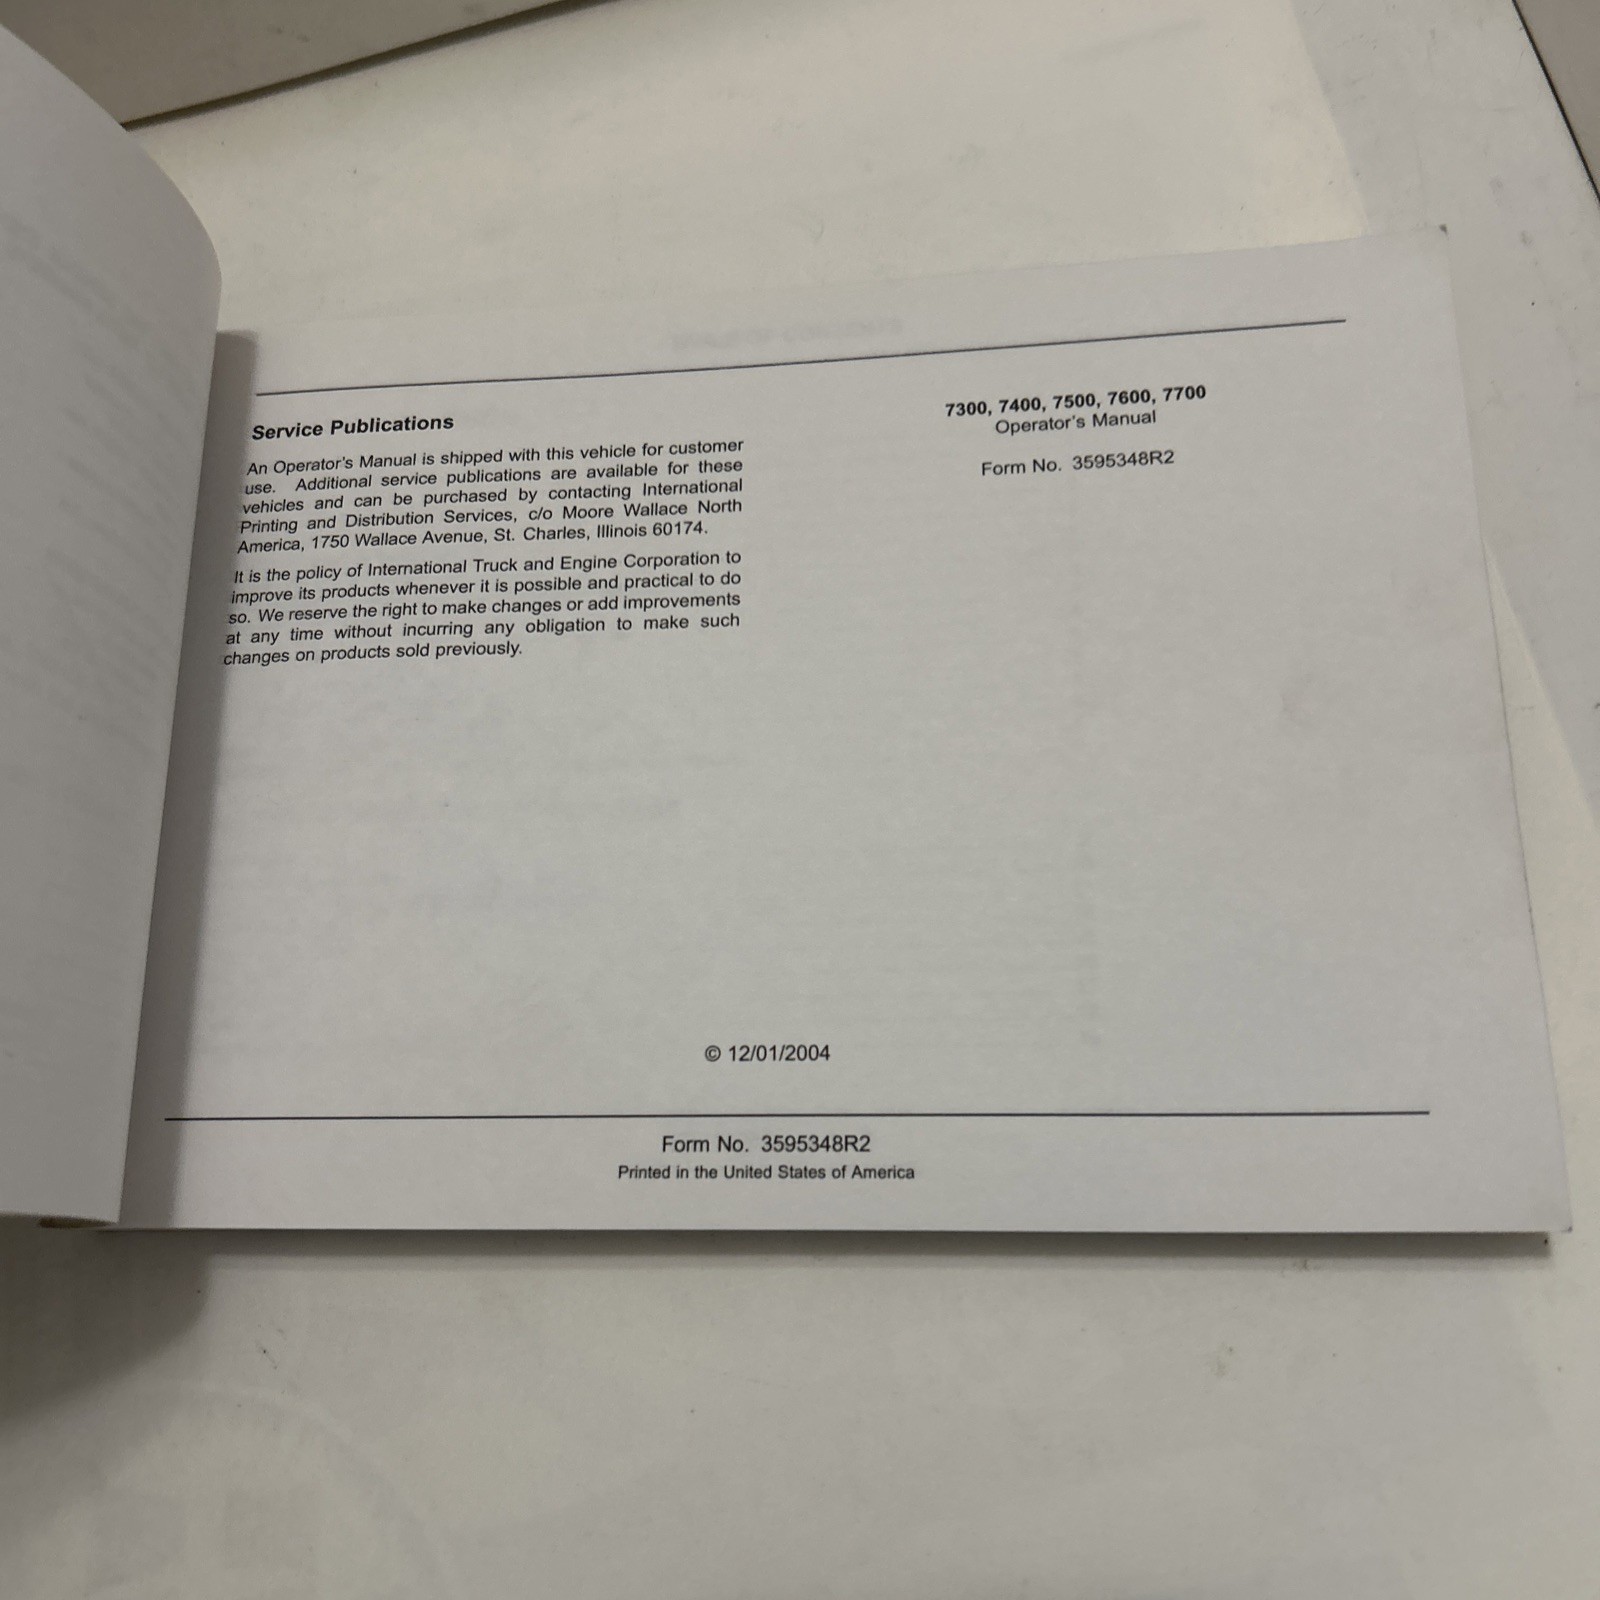 Service Publications
An Operator's Manual is shipped with this vehicle for customer
use. Additional service publications are available for these
vehicles and can be purchased by contacting International
Printing and Distribution Services, c/o Moore Wallace North
America, 1750 Wallace Avenue, St. Charles, Illinois 60174.
It is the policy of International Truck and Engine Corporation to
improve its products whenever it is possible and practical to do
so. We reserve the right to make changes or add improvements
at any time without incurring any obligation to make such
changes on products sold previously.
7300, 7400, 7500, 7600, 7700
Operator's Manual
Form No. 3595348R2
© 12/01/2004
Form No. 3595348R2
Printed in the United States of America